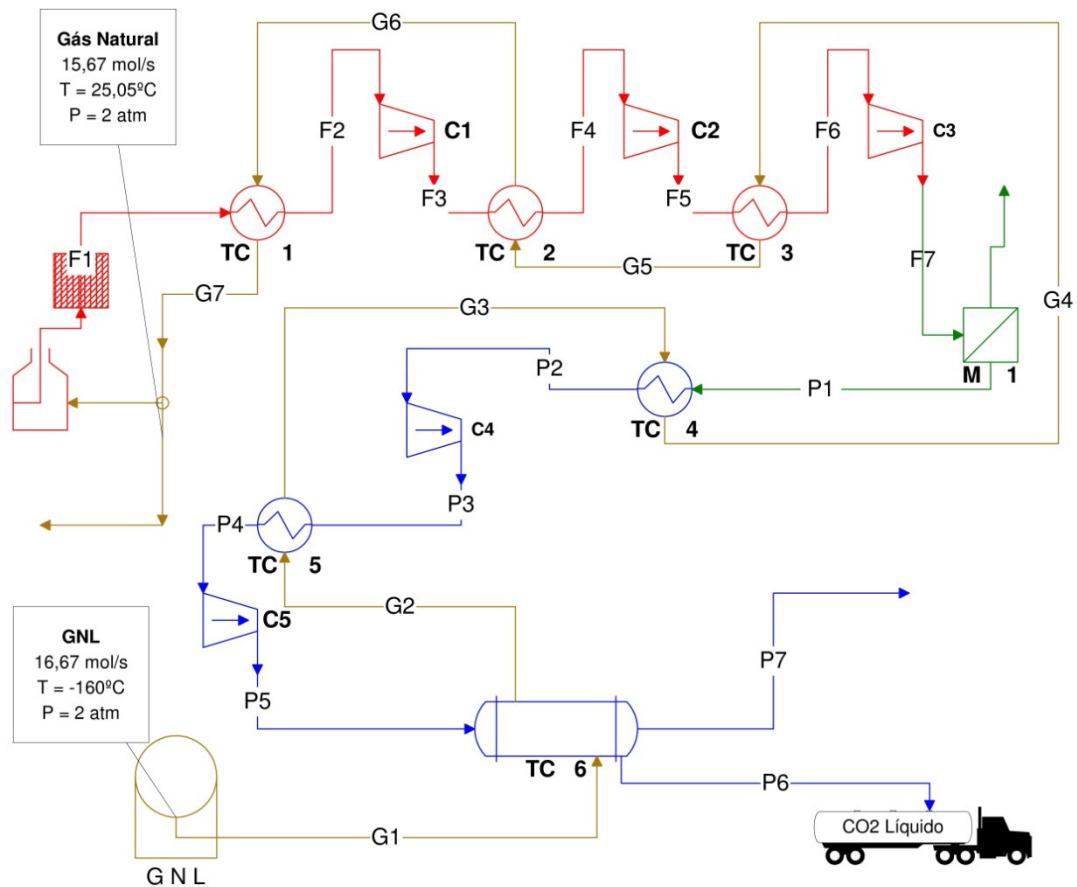 Gás Natural
15,67 mol/s
T = 25,05ºC
P = 2 atm
G6
F2
C1
F3
F4
C2
F5
F6
C3
TC 1
TC 2
TC 3
F1
G7
G5
F7
G4
G3
P2
P1
M 1
TC 4
C4
P3
P4
TC 5
G2
C5
P5
P7
GNL
16,67 mol/s
T = -160ºC
P = 2 atm
TC 6
P6
G1
CO2 Líquido
G N L